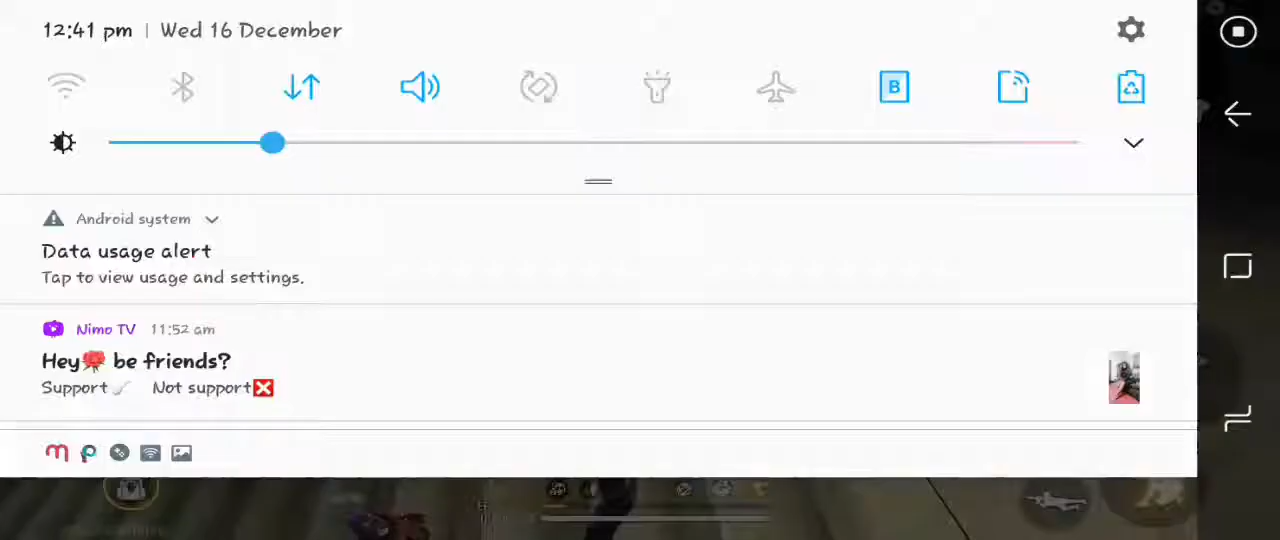 12:41 pm | Wed 16 December
B
Android system
Data usage alert
Tap to view usage and settings.
Nimo TV 11:52 am
Hey🌹 be friends?
Support✅ Not support❎